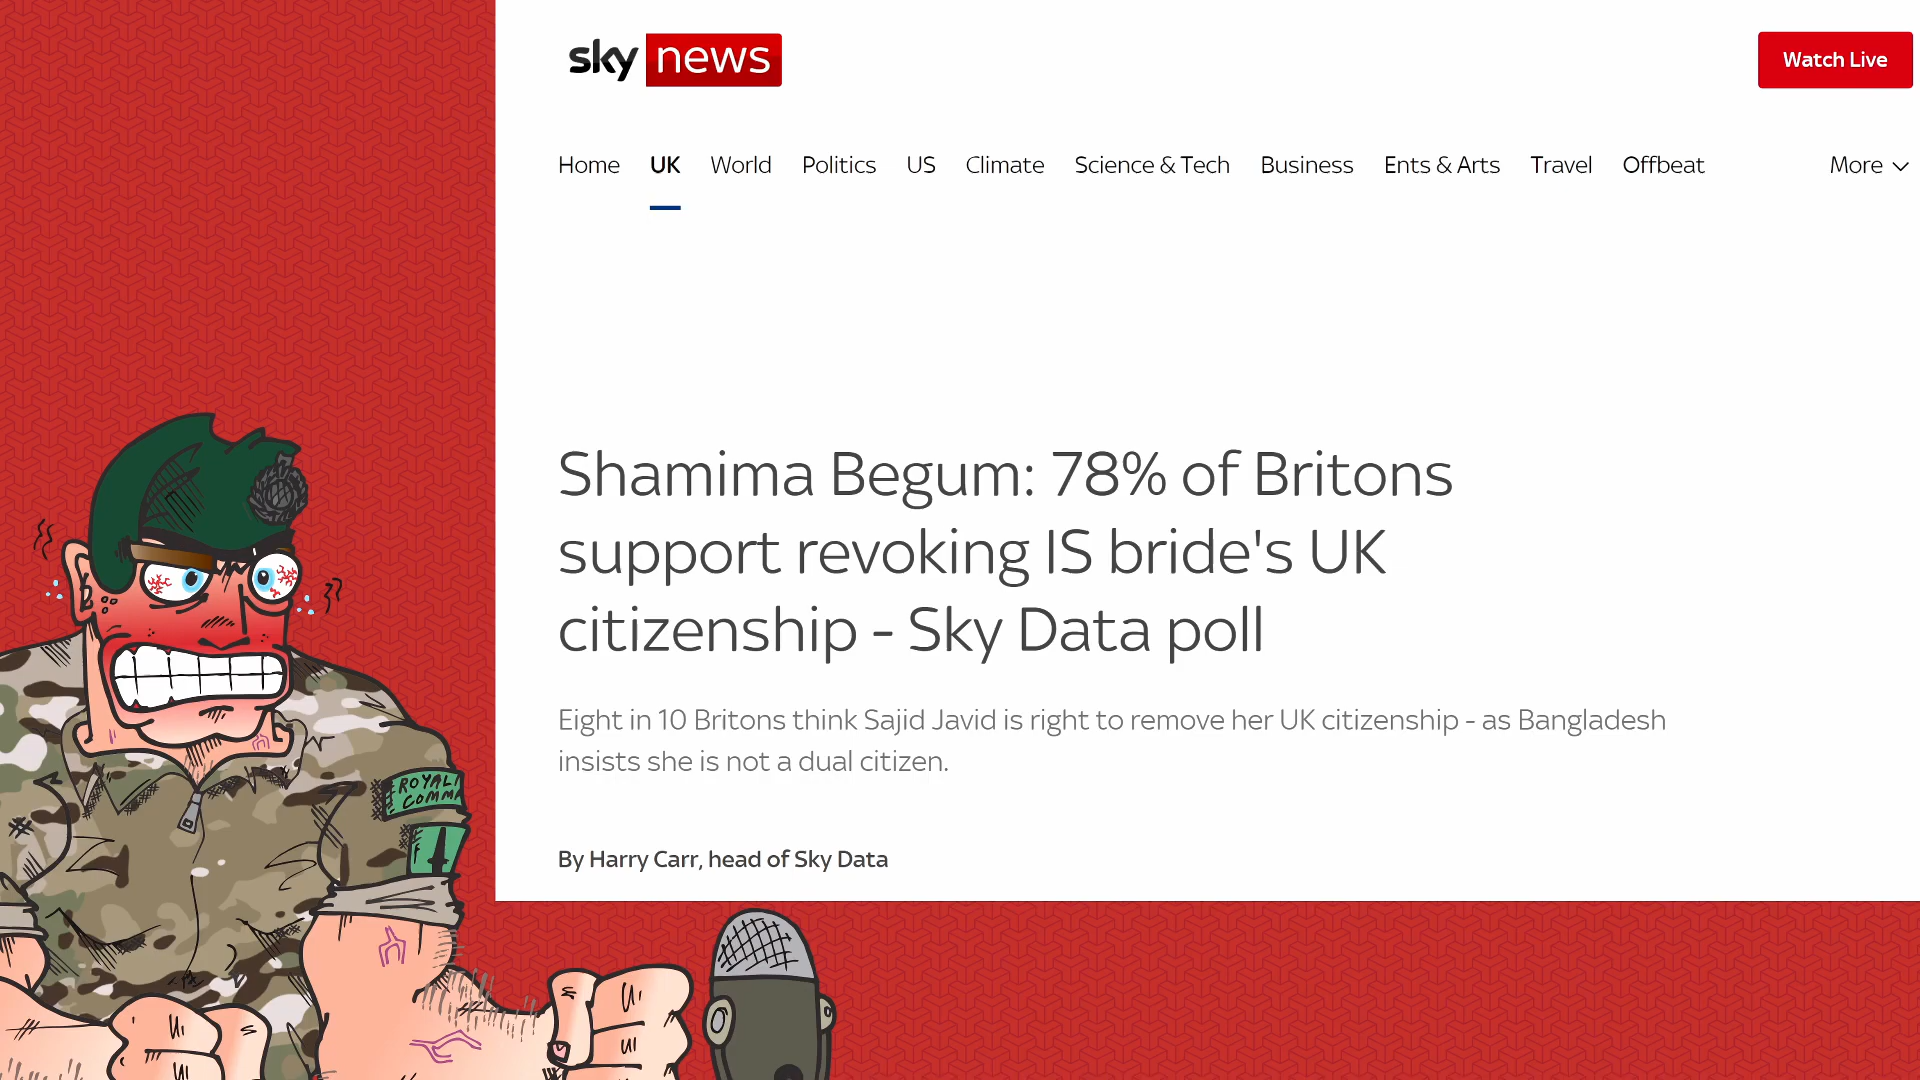 sky news
Watch Live
Home UK World Politics US Climate Science & Tech Business Ents & Arts Travel Offbeat More
Shamima Begum: 78% of Britons
support revoking IS bride's UK
citizenship - Sky Data poll
Eight in 10 Britons think Sajid Javid is right to remove her UK citizenship - as Bangladesh
insists she is not a dual citizen.
ROYAL
COMMA
By Harry Carr, head of Sky Data